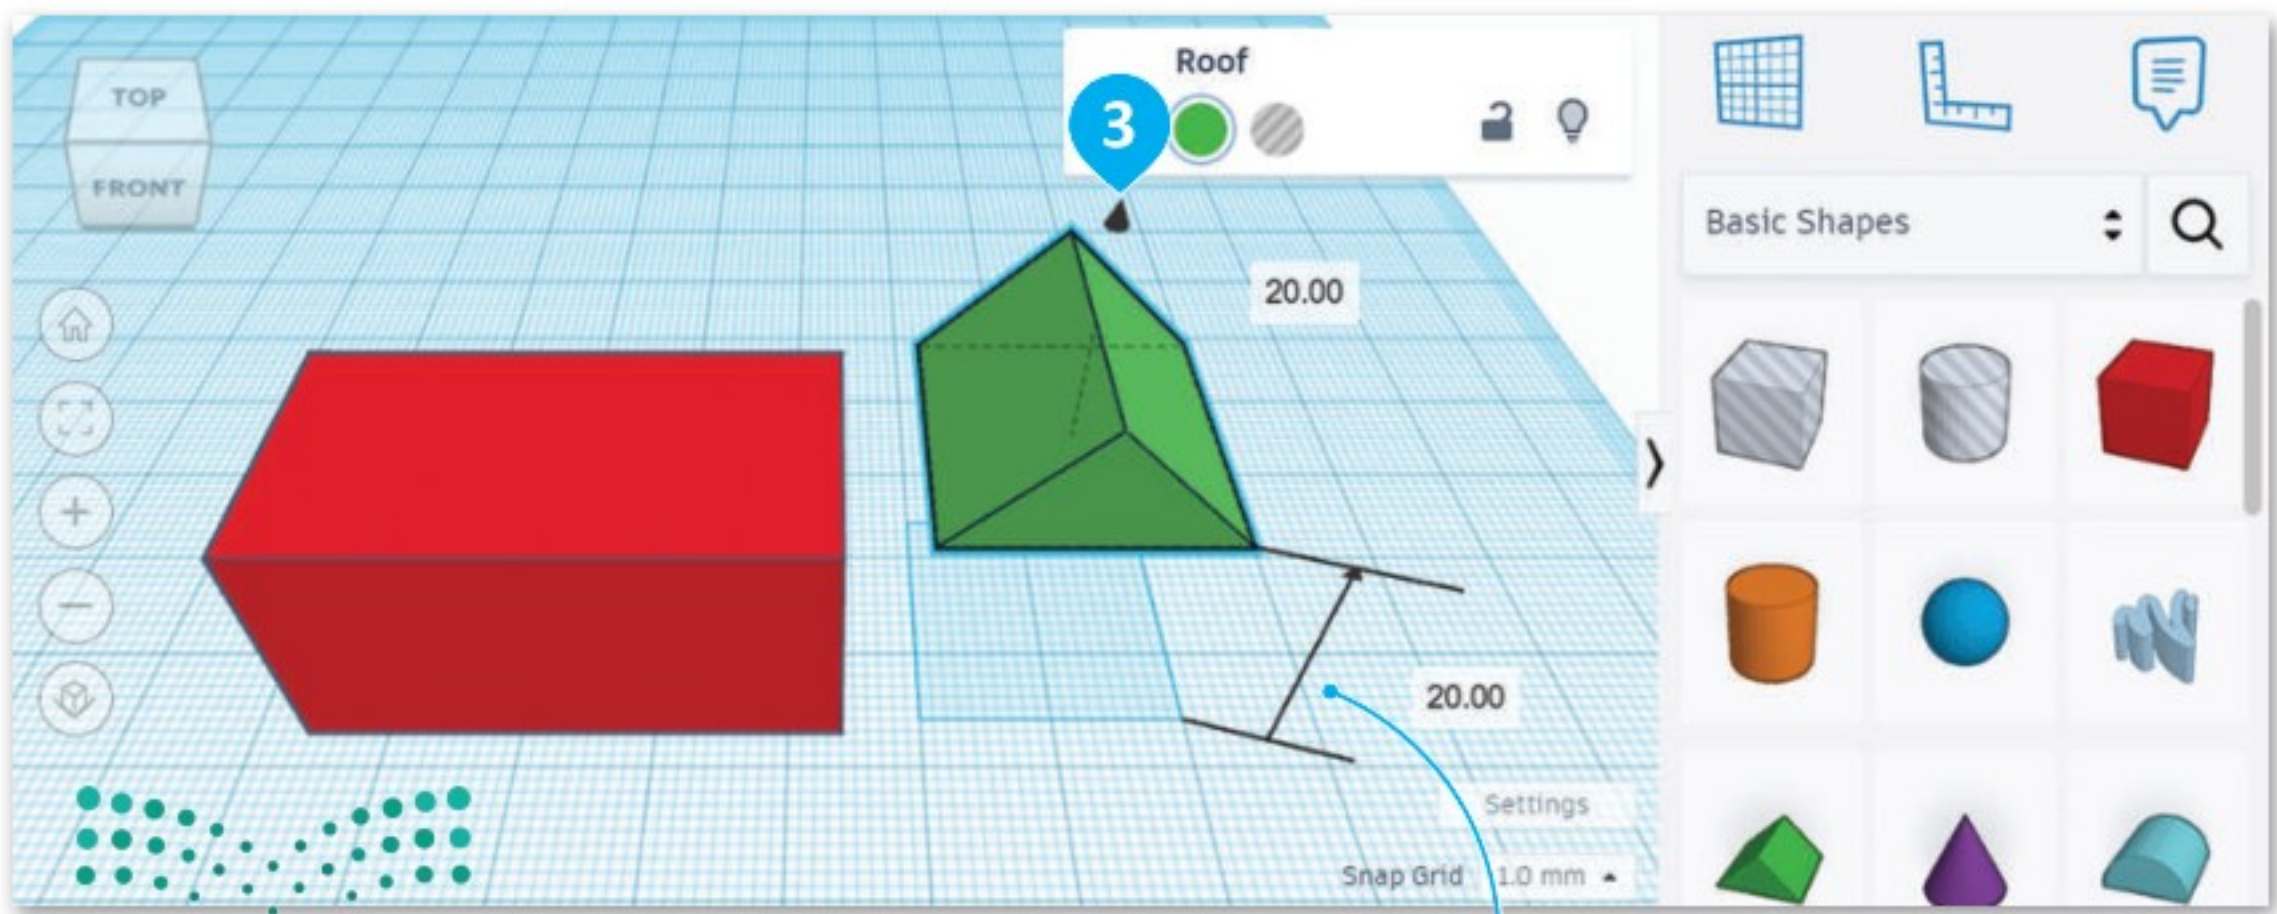 TOP
FRONT
Roof
3
20.00
20.00
Settings
Snap Grid 1.0 mm
Basic Shapes